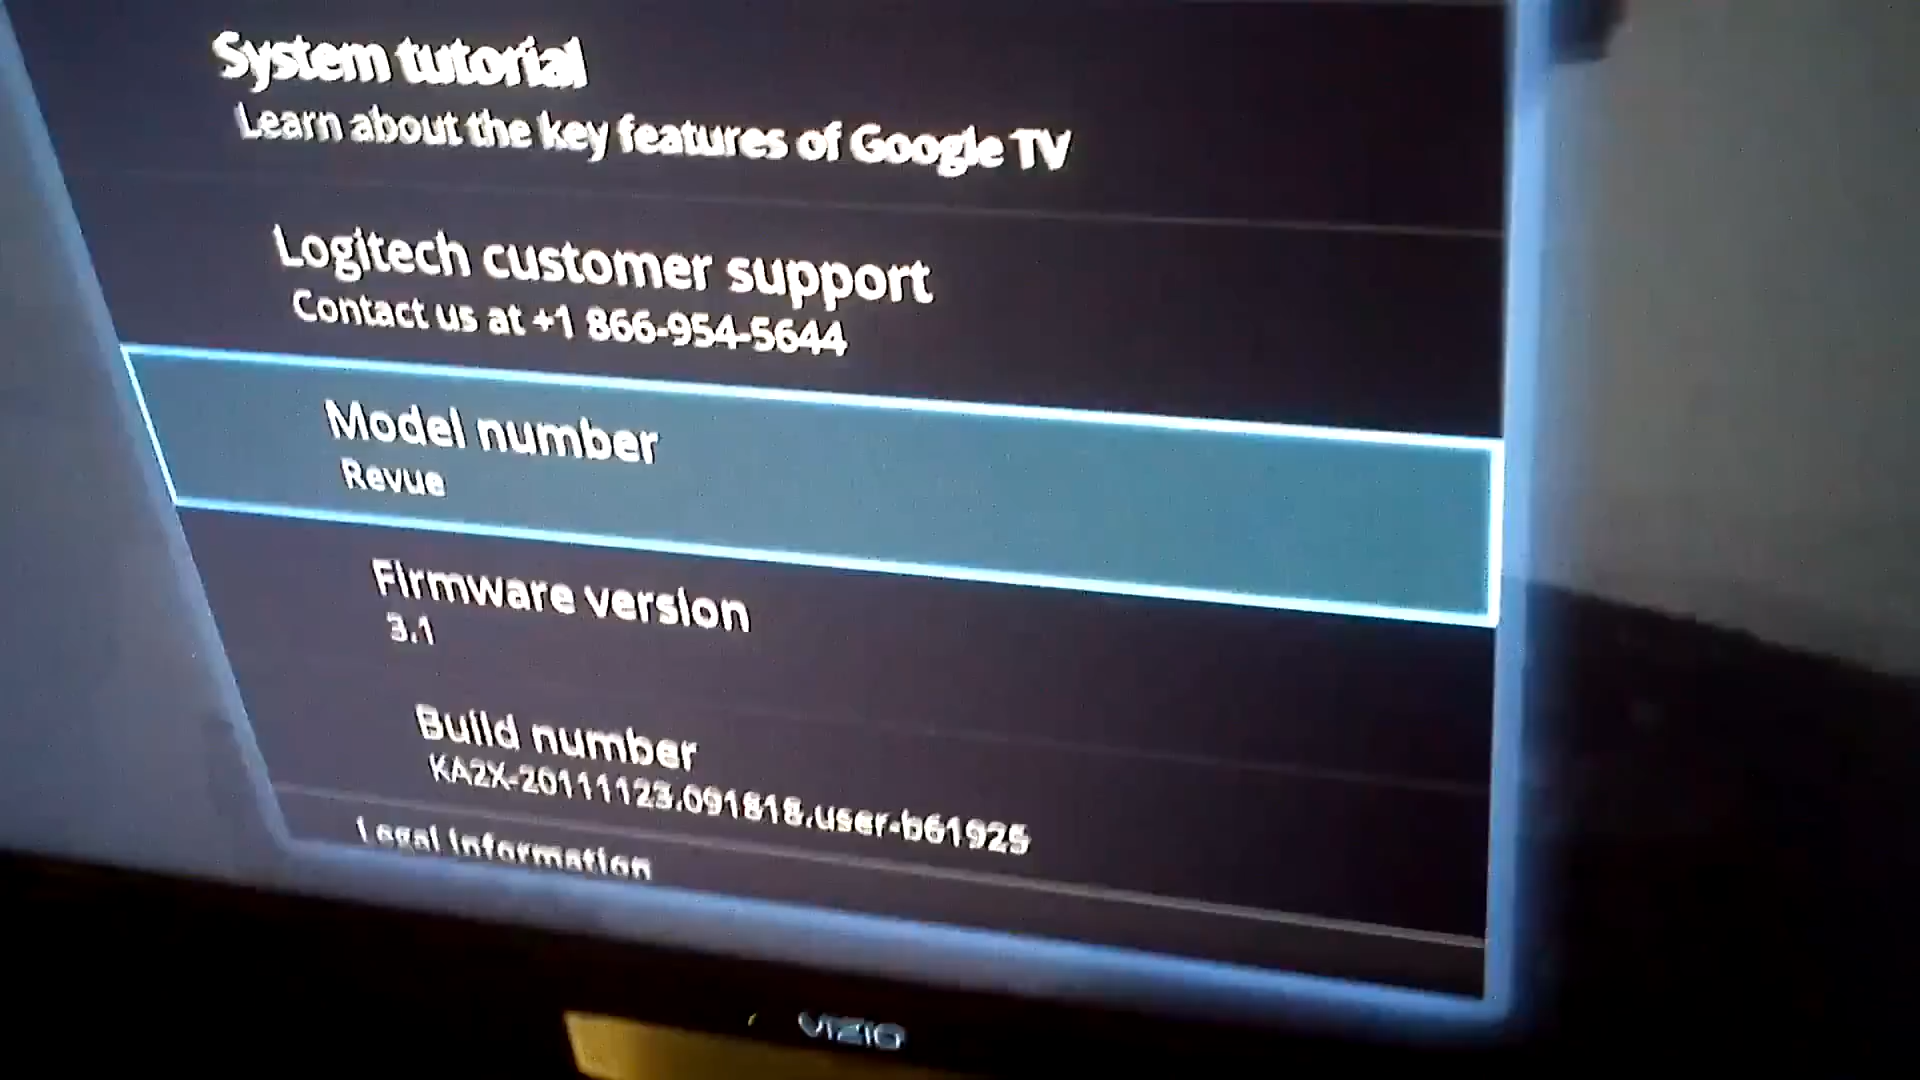 System tutorial
Learn about the key features of Google TV
Logitech customer support
Contact us at +1 866-954-5644
Model number
Revue
Firmware version
3.1
Build number
KA2X-20111123.091818.user-b61925
Legal information
VIZIO